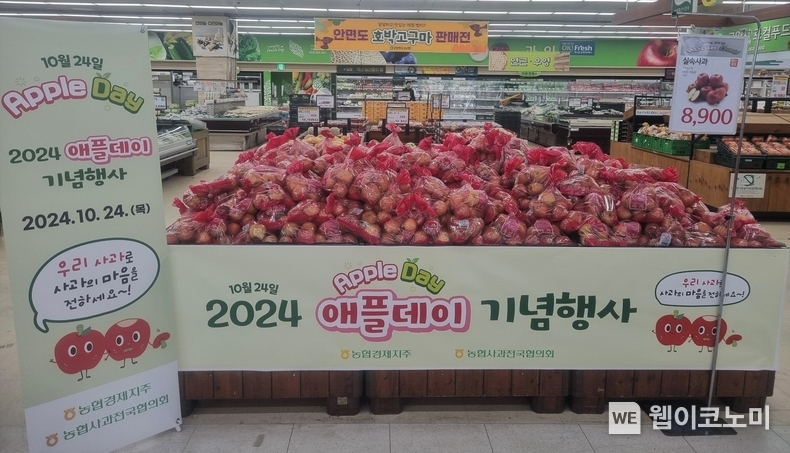 10월 24일
Apple Day
2024 애플데이
기념행사
2024.10.24.(목)
우리 사과로
사과의 마음을
전하세요~!
농협경제지주
농협사과전국협의회
안면도 호박고구마 판매전
실속사과
8,900
10월 24일
Apple Day
2024 애플데이 기념행사
농협경제지주
농협사과전국협의회
우리 사과로
사과의 마음을 전하세요~!
WE 웹이코노미